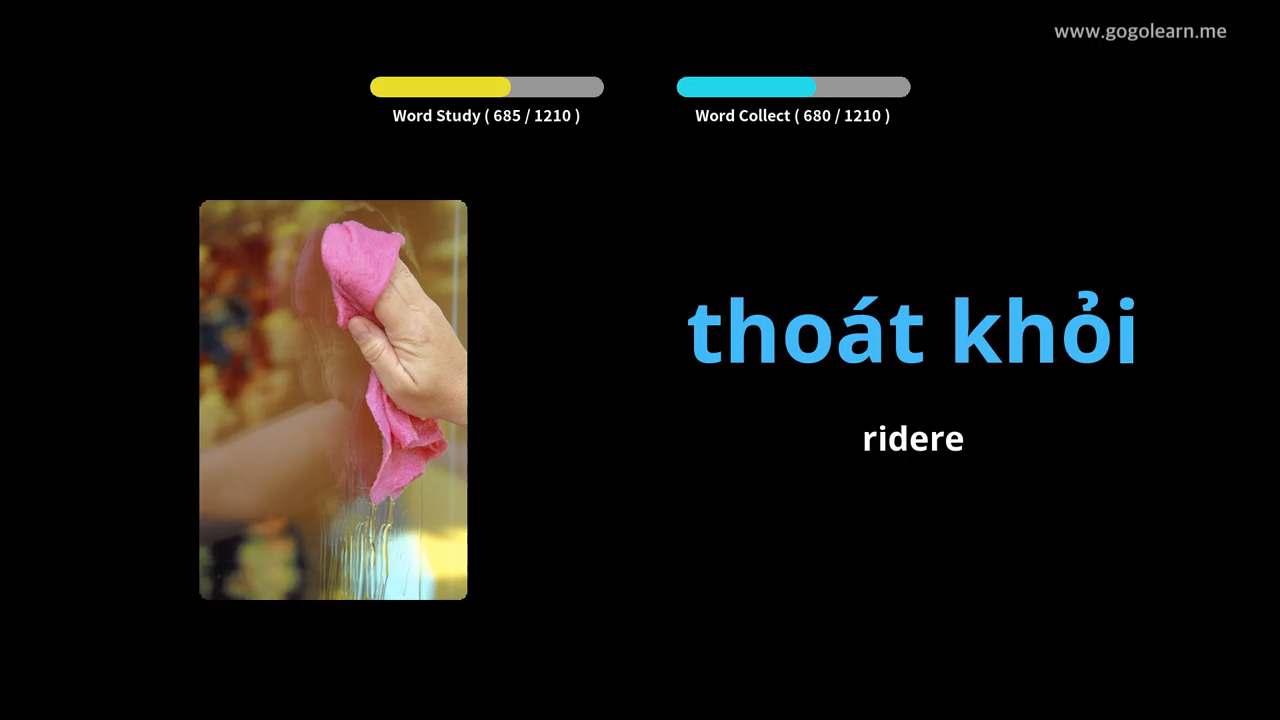 www.gogolearn.me
Word Study ( 685 / 1210 )
Word Collect ( 680 / 1210 )
thoát khỏi
ridere